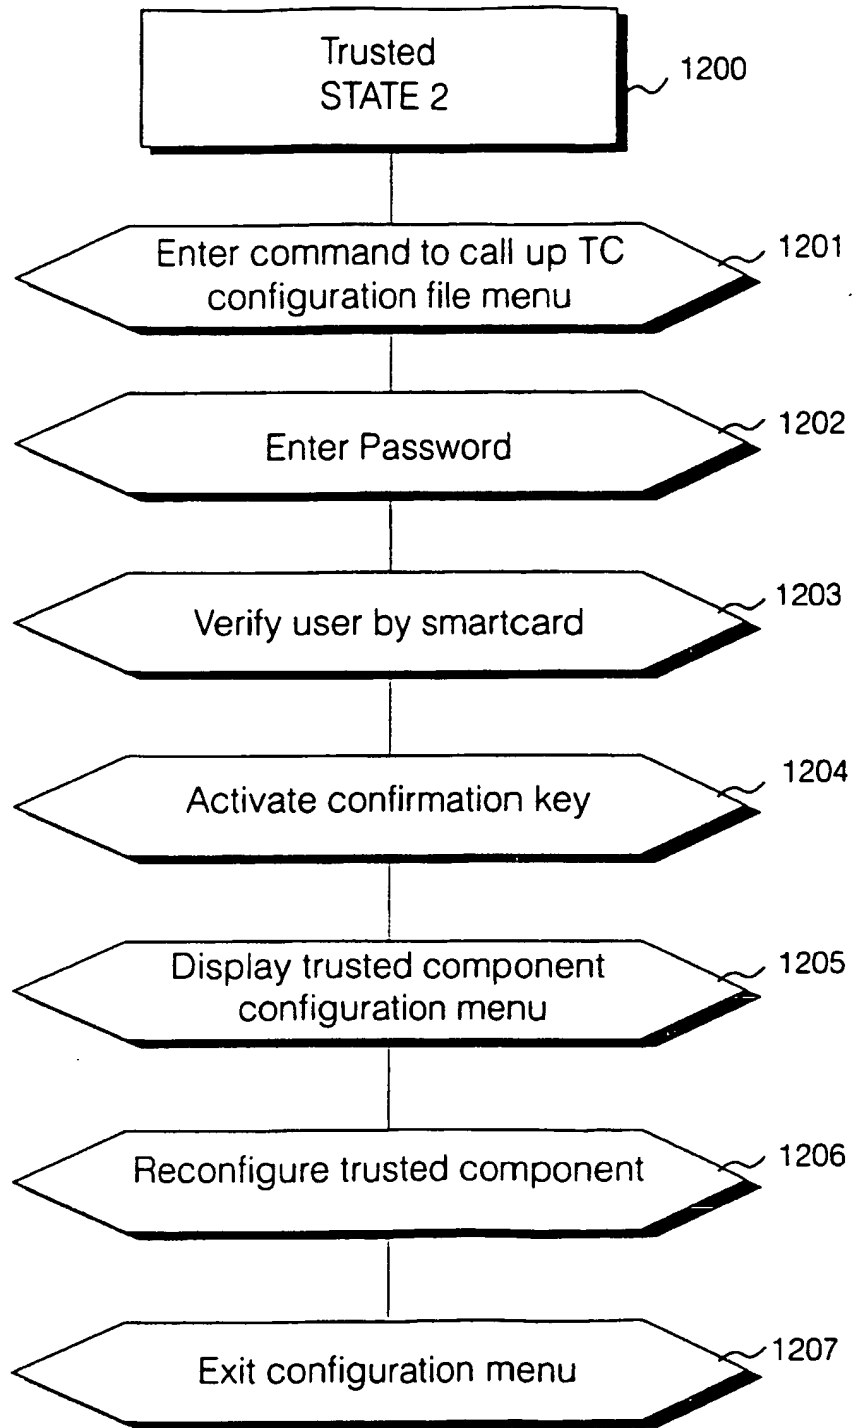 Trusted
STATE 2
1200
Enter command to call up TC
configuration file menu
1201
Enter Password
1202
Verify user by smartcard
1203
Activate confirmation key
1204
Display trusted component
configuration menu
1205
Reconfigure trusted component
1206
Exit configuration menu
1207